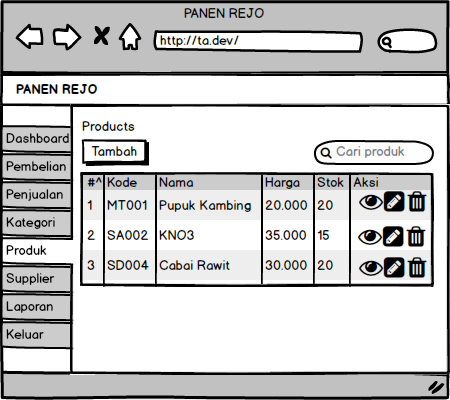 PANEN REJO
http://ta.dev/
PANEN REJO
Dashboard
Pembelian
Penjualan
Kategori
Produk
Supplier
Laporan
Keluar
Products
Tambah
Cari produk
#^ Kode Nama Harga Stok Aksi
1 MT001 Pupuk Kambing 20.000 20
2 SA002 KNO3 35.000 15
3 SD004 Cabai Rawit 30.000 20